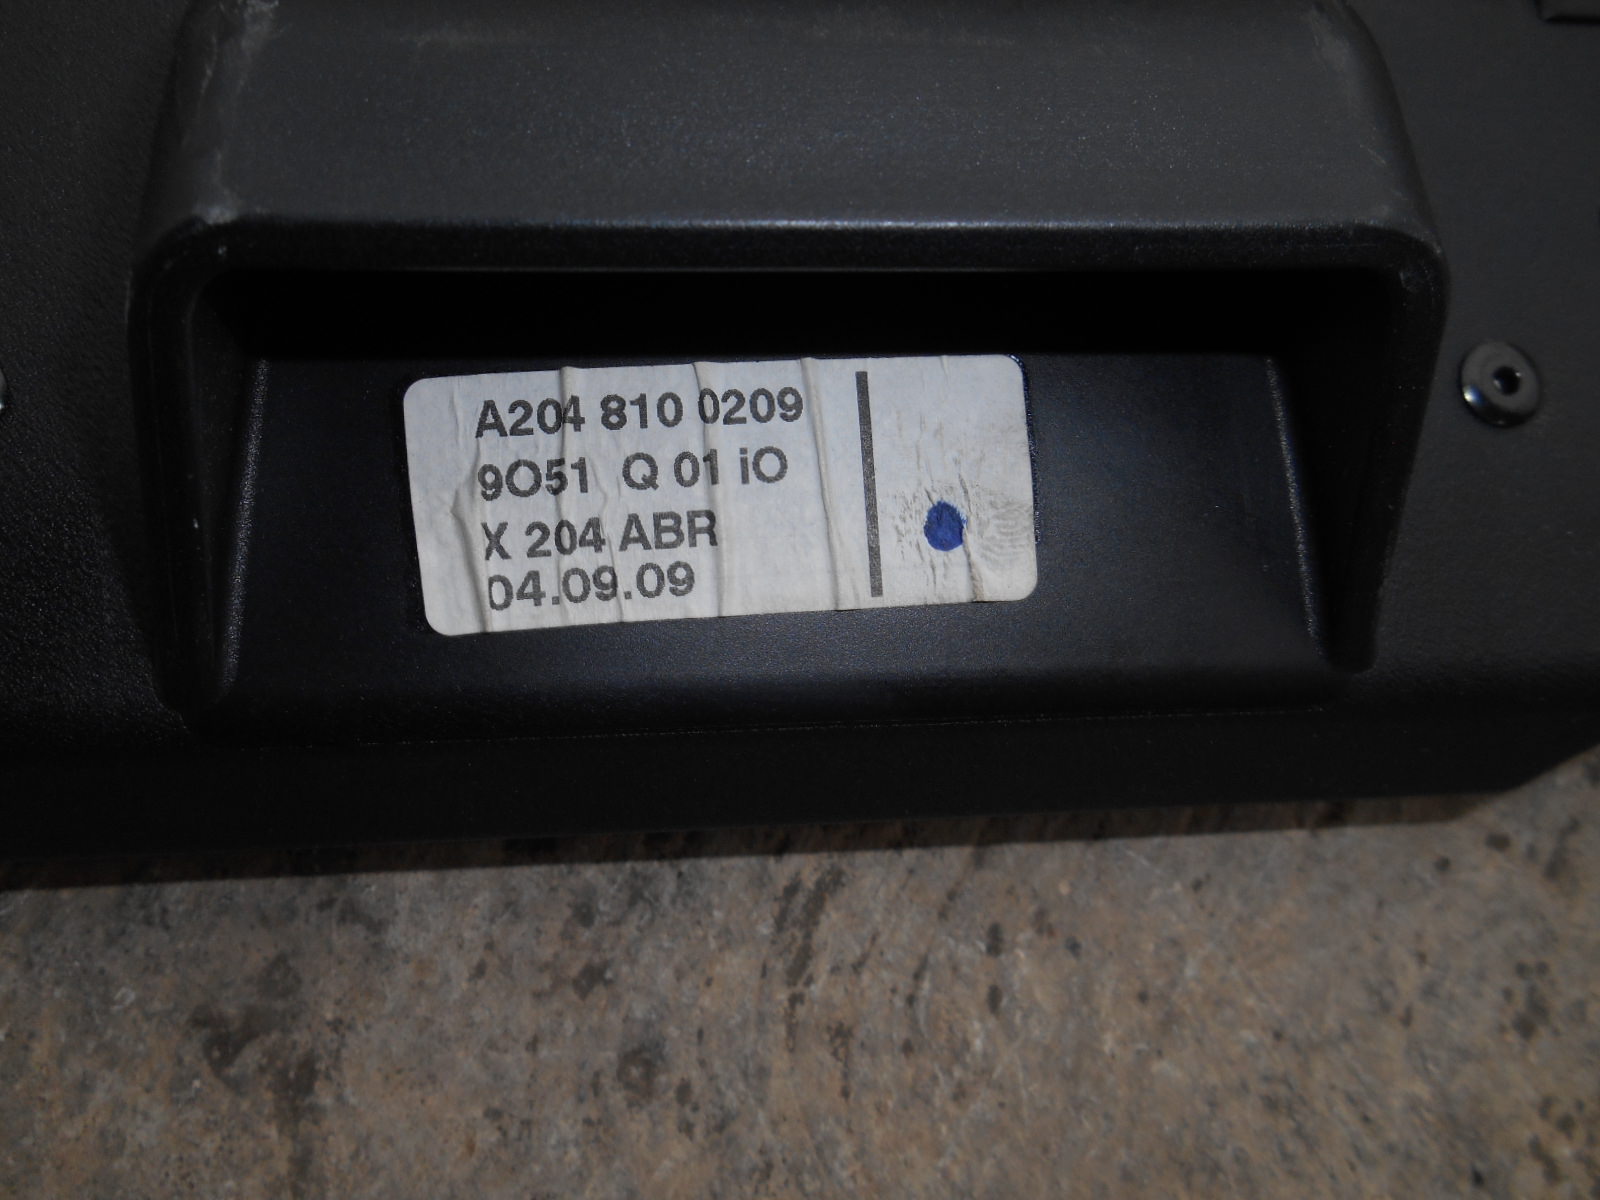 A204 810 0209
9O51 Q 01 iO
X 204 ABR
04.09.09